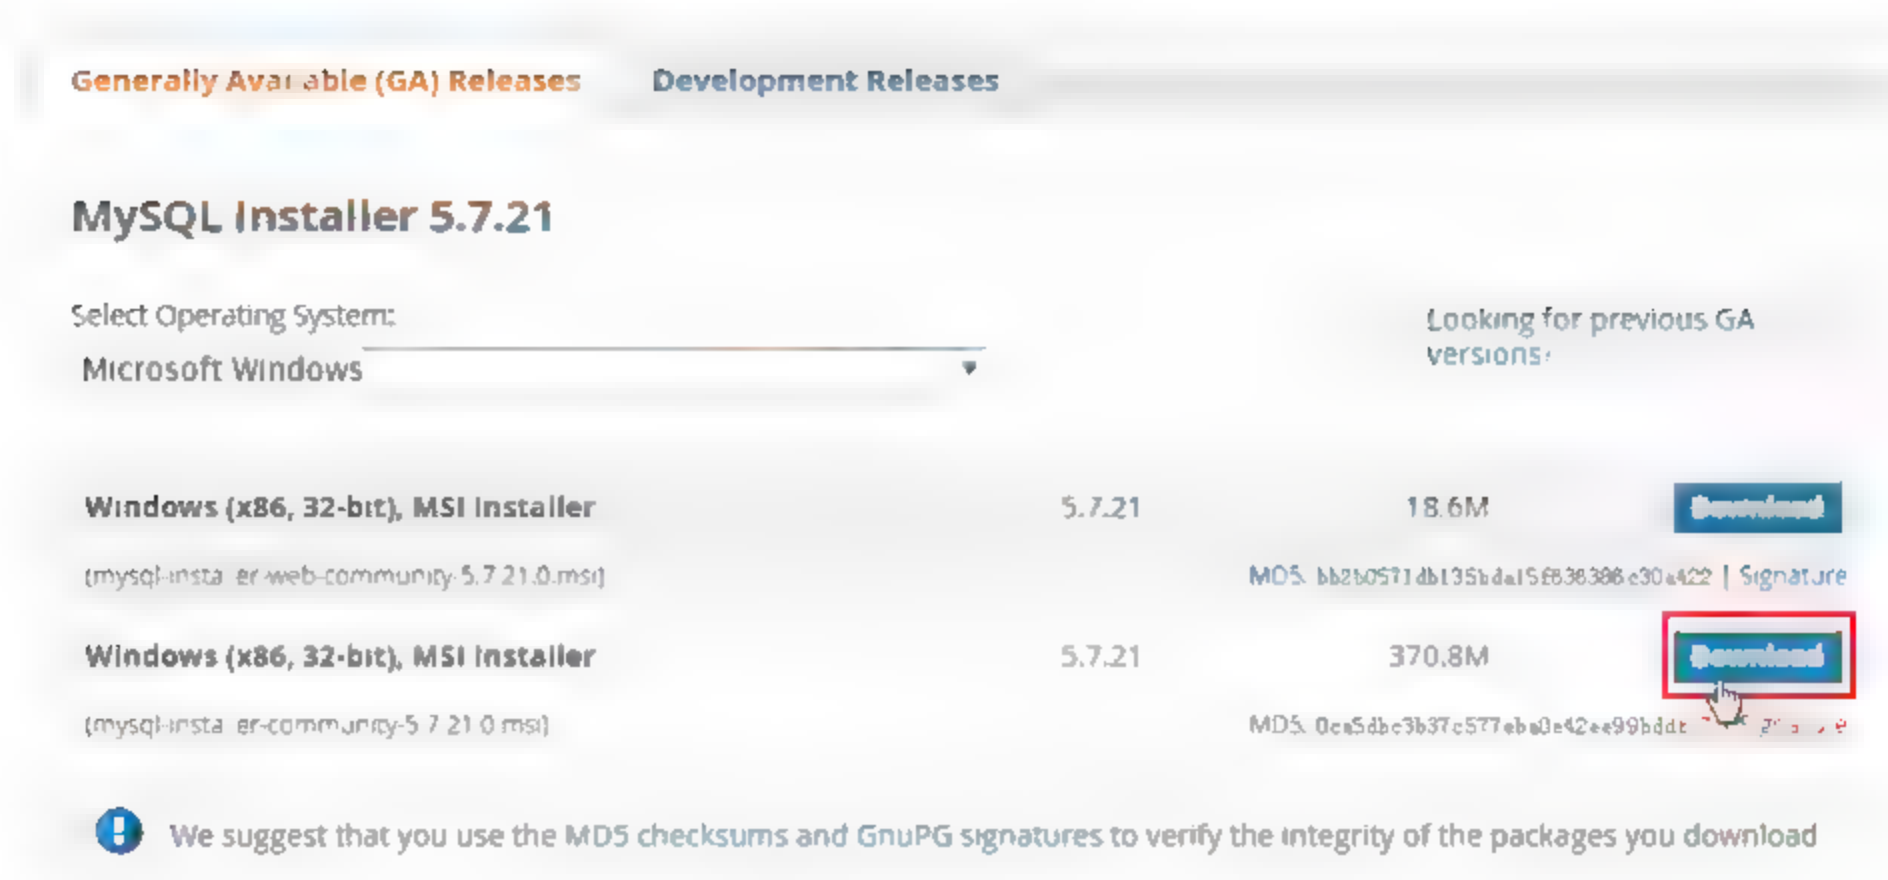 Generally Available (GA) Releases
Development Releases
MySQL Installer 5.7.21
Select Operating System:
Microsoft Windows
Looking for previous GA
versions?
Windows (x86, 32-bit), MSI Installer
5.7.21
18.6M
Download
(mysql-installer-web-community-5.7.21.0.msi)
MD5: | Signature
Windows (x86, 32-bit), MSI Installer
5.7.21
370.8M
Download
(mysql-installer-community-5.7.21.0.msi)
MD5:
We suggest that you use the MD5 checksums and GnuPG signatures to verify the integrity of the packages you download